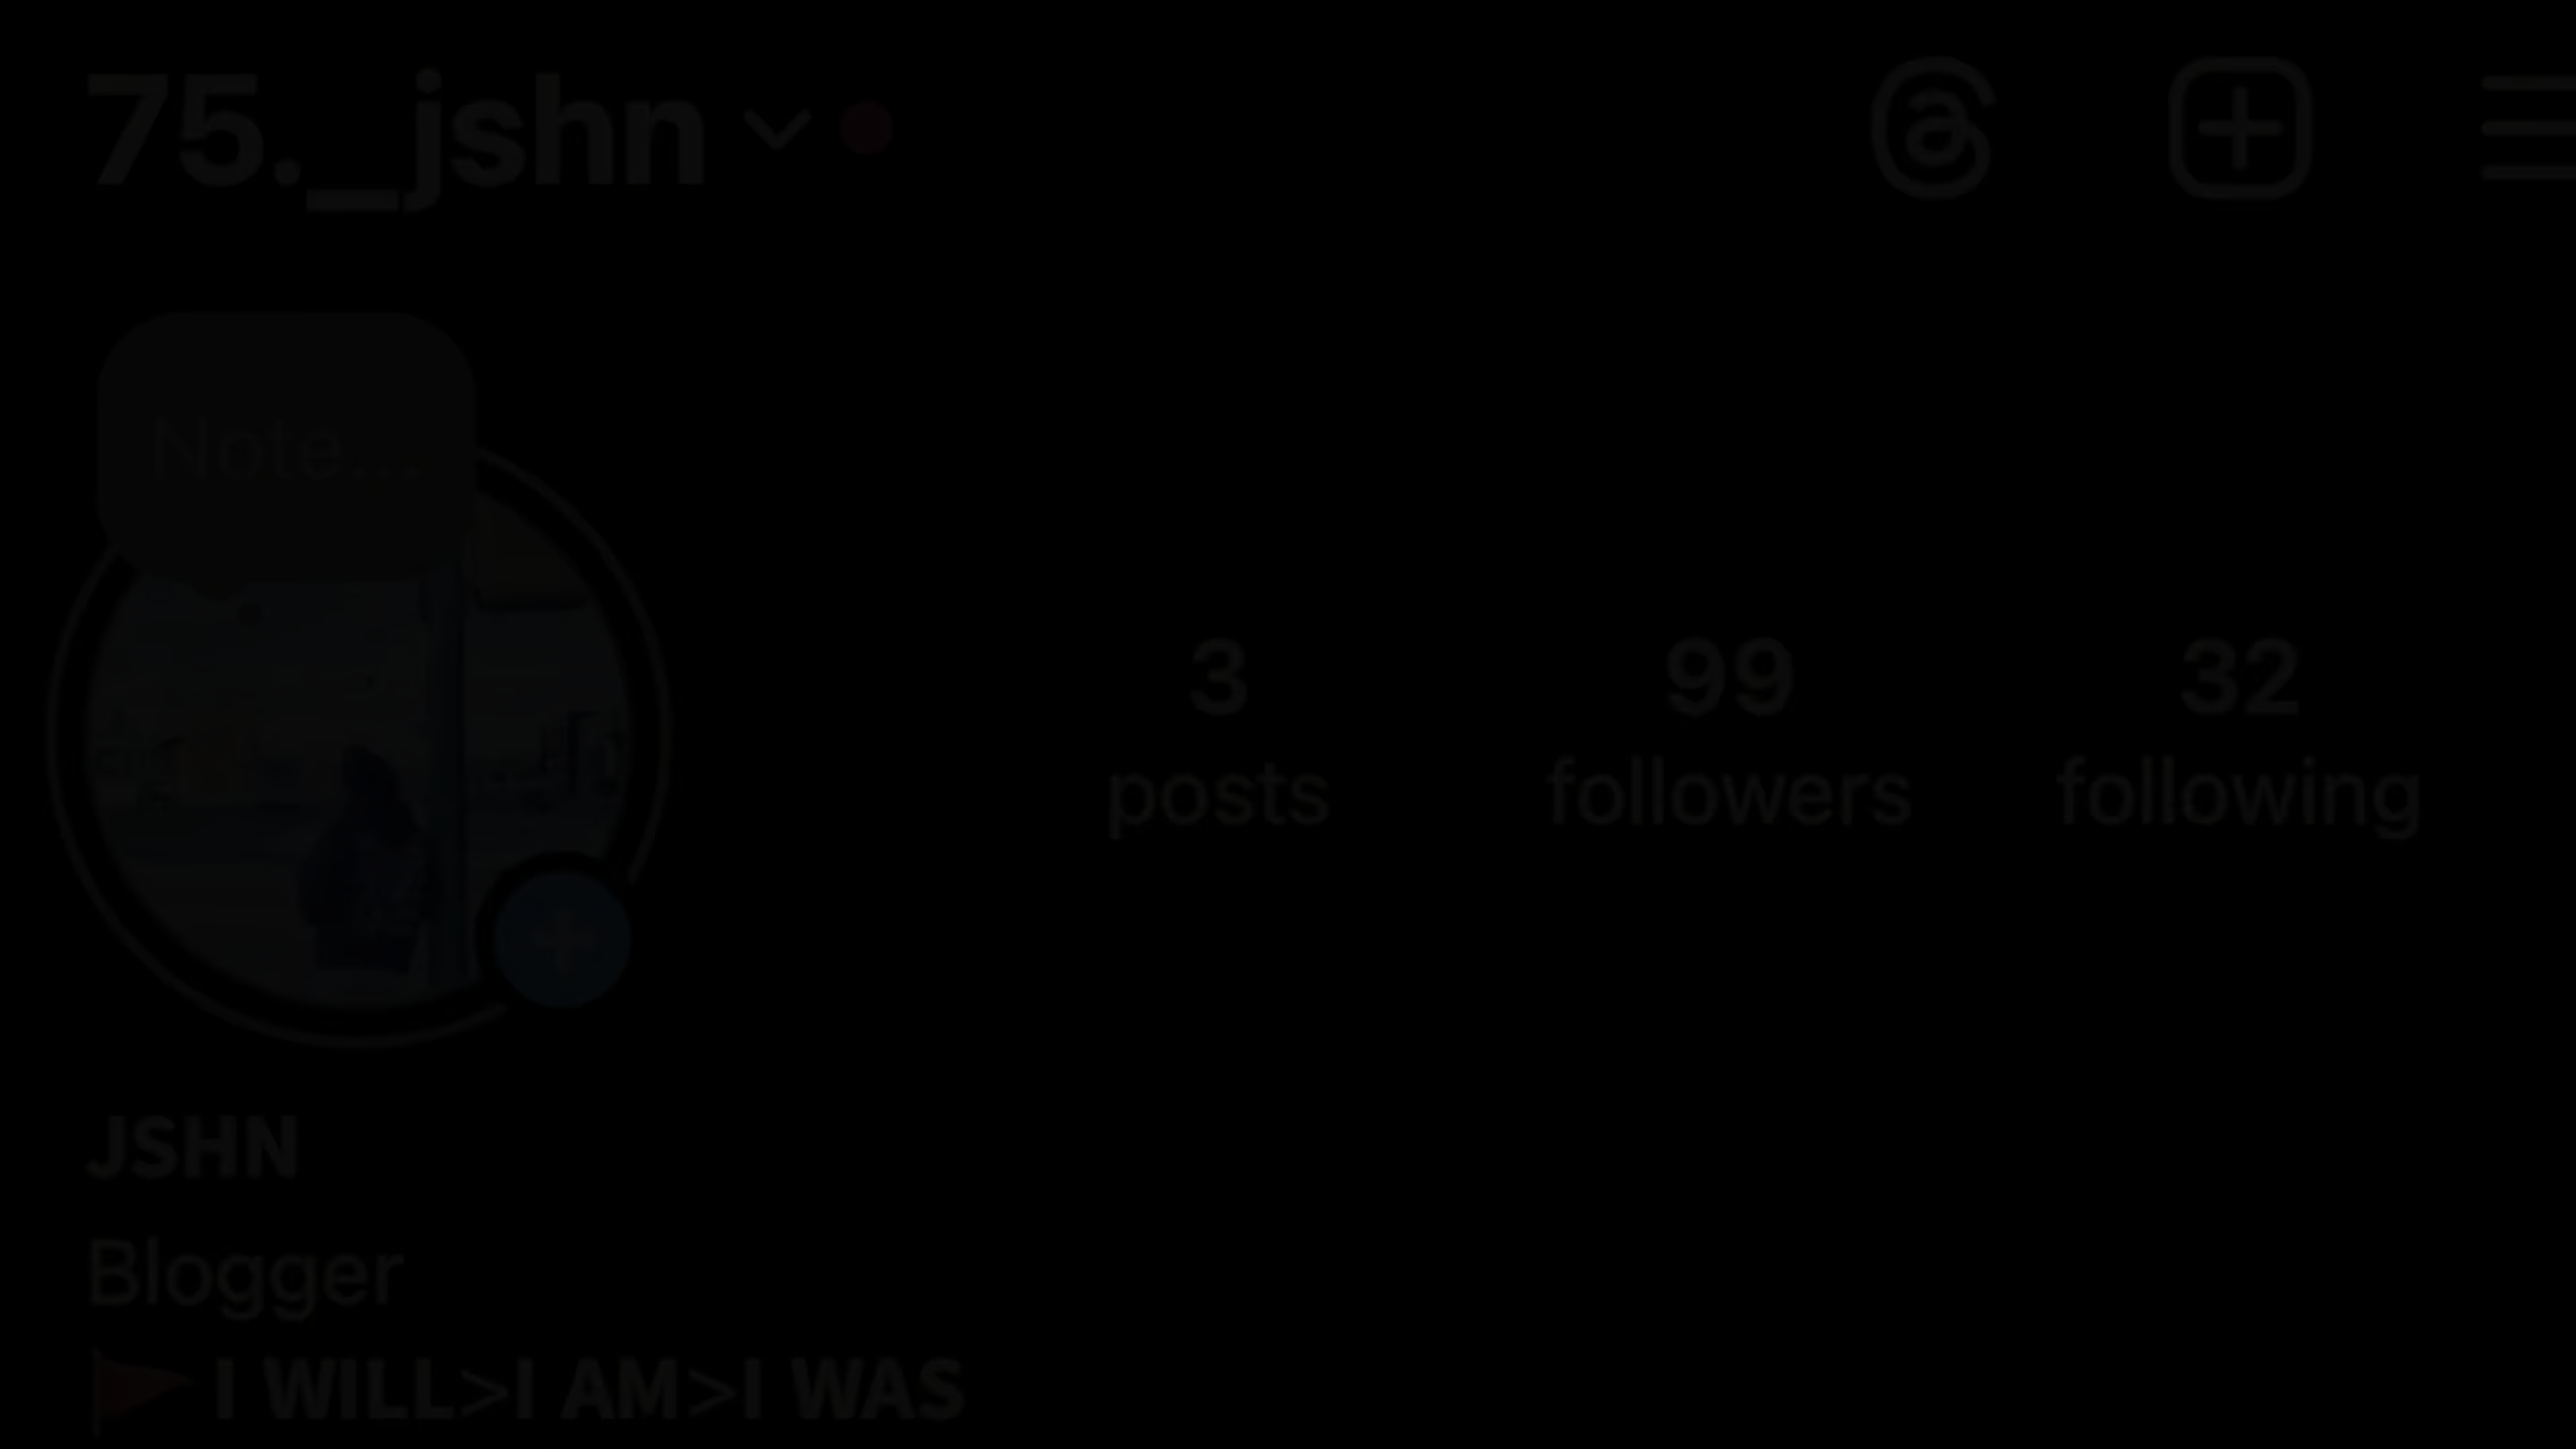 75._jshn
Note...
3 99 32
posts followers following
JSHN
Blogger
🚩 I WILL>I AM>I WAS